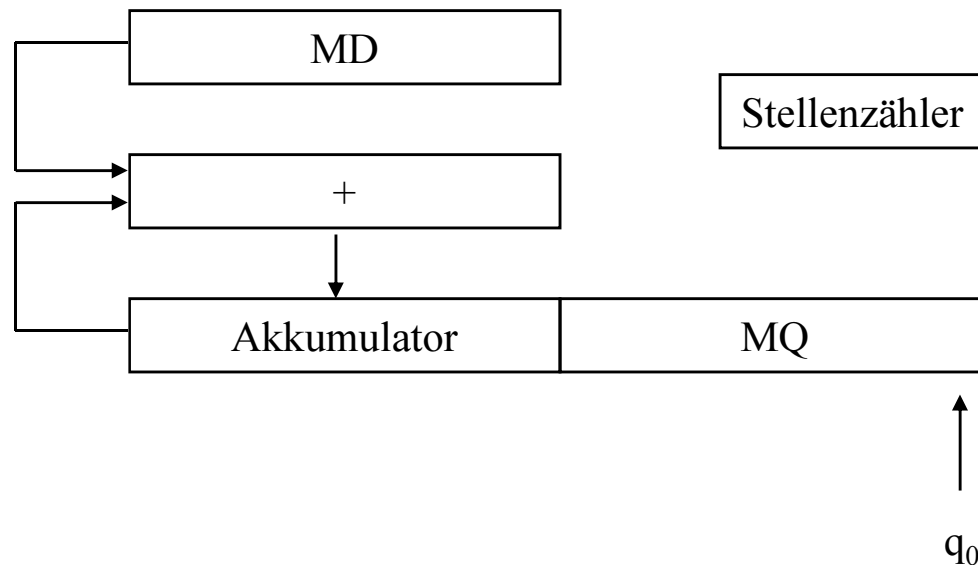 MD
Stellenzähler
+
Akkumulator
MQ
q₀